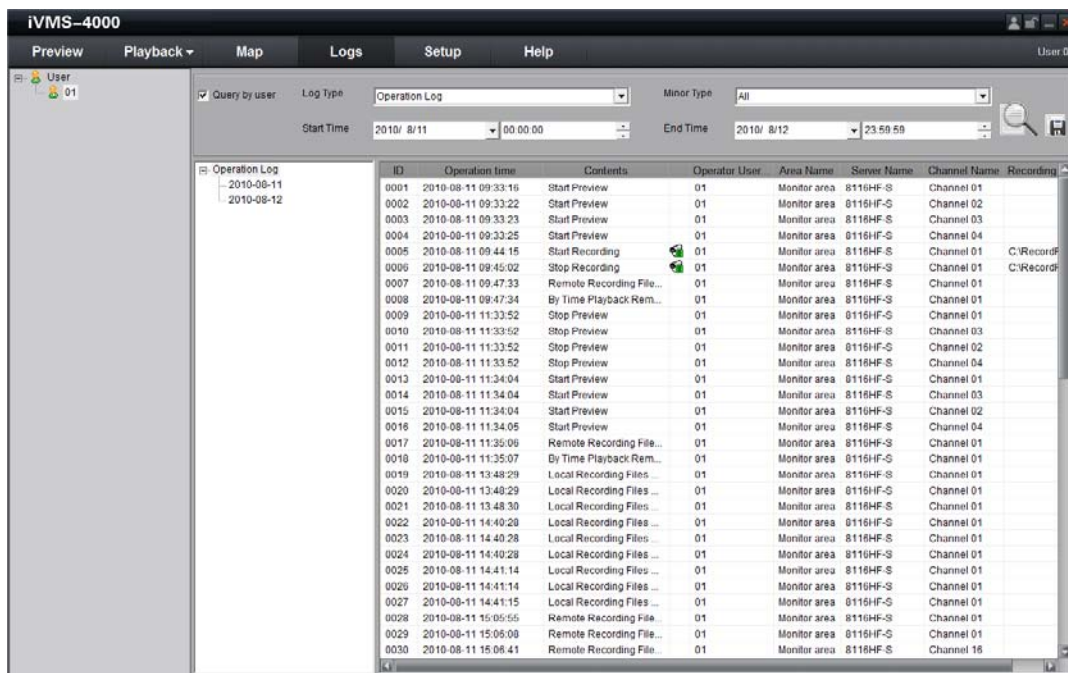 iVMS-4000
Preview Playback Map Logs Setup Help User 0
User
01
Query by user Log Type Operation Log Minor Type All
Start Time 2010/ 8/11 00:00:00 End Time 2010/ 8/12 23:59:59
Operation Log
2010-08-11
2010-08-12
ID Operation time Contents Operator User... Area Name Server Name Channel Name Recording
0001 2010-08-11 09:33:16 Start Preview 01 Monitor area 8116HF-S Channel 01
0002 2010-08-11 09:33:22 Start Preview 01 Monitor area 8116HF-S Channel 02
0003 2010-08-11 09:33:23 Start Preview 01 Monitor area 8116HF-S Channel 03
0004 2010-08-11 09:33:25 Start Preview 01 Monitor area 8116HF-S Channel 04
0005 2010-08-11 09:44:15 Start Recording 01 Monitor area 8116HF-S Channel 01 C:\RecordF
0006 2010-08-11 09:45:02 Stop Recording 01 Monitor area 8116HF-S Channel 01 C:\RecordF
0007 2010-08-11 09:47:33 Remote Recording File... 01 Monitor area 8116HF-S Channel 01
0008 2010-08-11 09:47:34 By Time Playback Rem... 01 Monitor area 8116HF-S Channel 01
0009 2010-08-11 11:33:52 Stop Preview 01 Monitor area 8116HF-S Channel 01
0010 2010-08-11 11:33:52 Stop Preview 01 Monitor area 8116HF-S Channel 03
0011 2010-08-11 11:33:52 Stop Preview 01 Monitor area 8116HF-S Channel 02
0012 2010-08-11 11:33:52 Stop Preview 01 Monitor area 8116HF-S Channel 04
0013 2010-08-11 11:34:04 Start Preview 01 Monitor area 8116HF-S Channel 01
0014 2010-08-11 11:34:04 Start Preview 01 Monitor area 8116HF-S Channel 03
0015 2010-08-11 11:34:04 Start Preview 01 Monitor area 8116HF-S Channel 02
0016 2010-08-11 11:34:05 Start Preview 01 Monitor area 8116HF-S Channel 04
0017 2010-08-11 11:35:06 Remote Recording File... 01 Monitor area 8116HF-S Channel 01
0018 2010-08-11 11:35:07 By Time Playback Rem... 01 Monitor area 8116HF-S Channel 01
0019 2010-08-11 13:48:29 Local Recording Files ... 01 Monitor area 8116HF-S Channel 01
0020 2010-08-11 13:48:29 Local Recording Files ... 01 Monitor area 8116HF-S Channel 01
0021 2010-08-11 13:48:30 Local Recording Files ... 01 Monitor area 8116HF-S Channel 01
0022 2010-08-11 14:40:28 Local Recording Files ... 01 Monitor area 8116HF-S Channel 01
0023 2010-08-11 14:40:28 Local Recording Files ... 01 Monitor area 8116HF-S Channel 01
0024 2010-08-11 14:40:28 Local Recording Files ... 01 Monitor area 8116HF-S Channel 01
0025 2010-08-11 14:41:14 Local Recording Files ... 01 Monitor area 8116HF-S Channel 01
0026 2010-08-11 14:41:14 Local Recording Files ... 01 Monitor area 8116HF-S Channel 01
0027 2010-08-11 14:41:15 Local Recording Files ... 01 Monitor area 8116HF-S Channel 01
0028 2010-08-11 15:05:55 Remote Recording File... 01 Monitor area 8116HF-S Channel 01
0029 2010-08-11 15:06:08 Remote Recording File... 01 Monitor area 8116HF-S Channel 01
0030 2010-08-11 15:06:41 Remote Recording File... 01 Monitor area 8116HF-S Channel 16